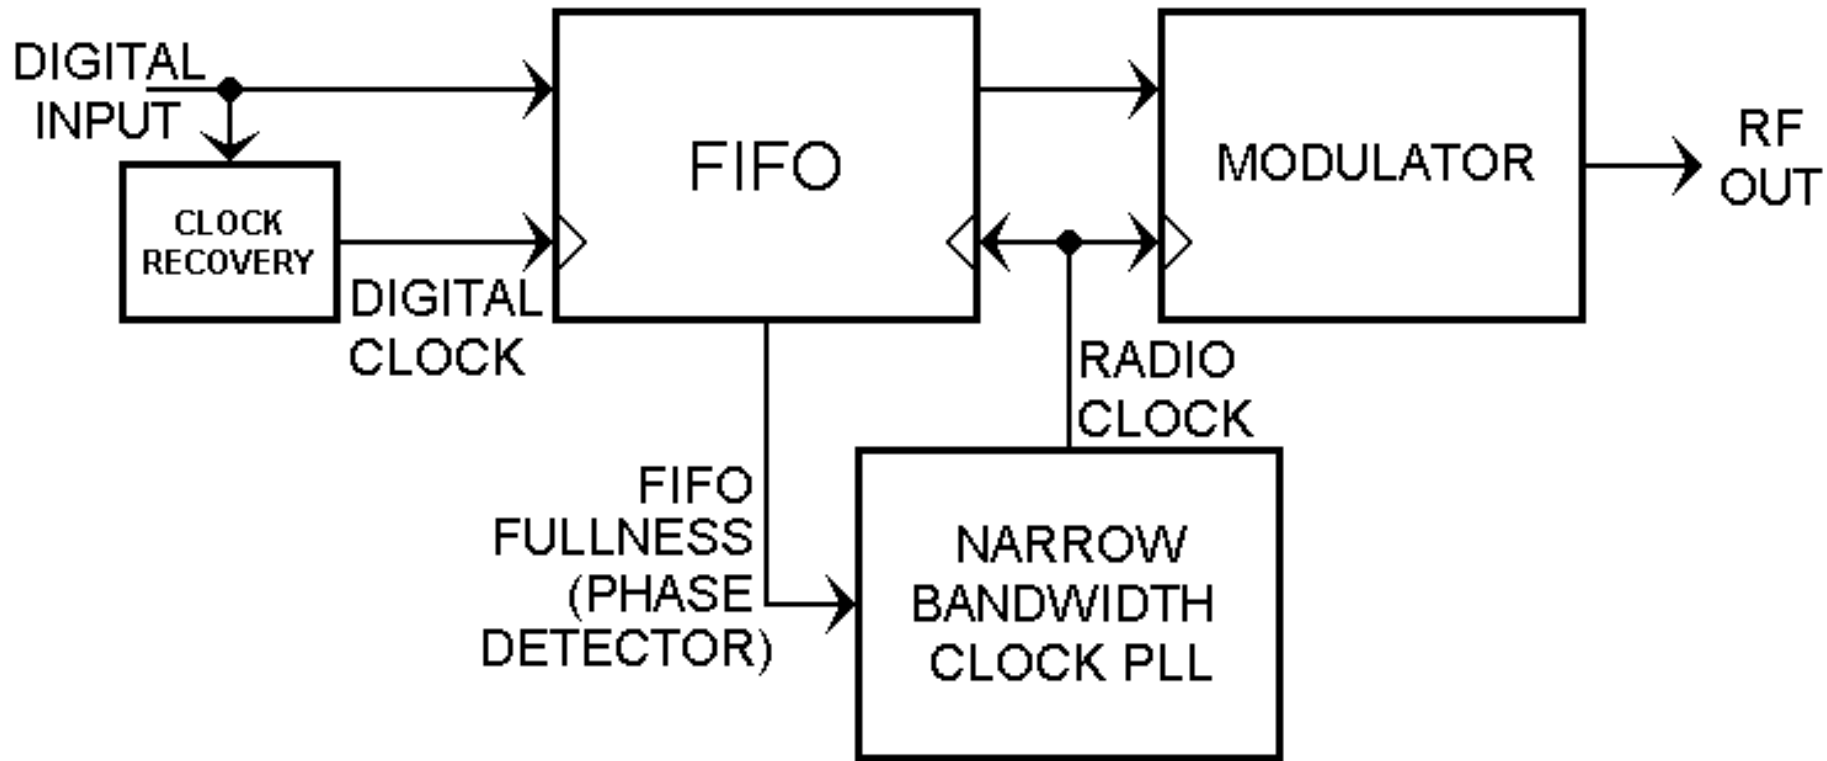 DIGITAL
INPUT
CLOCK
RECOVERY
DIGITAL
CLOCK
FIFO
MODULATOR
RF
OUT
RADIO
CLOCK
FIFO
FULLNESS
(PHASE
DETECTOR)
NARROW
BANDWIDTH
CLOCK PLL